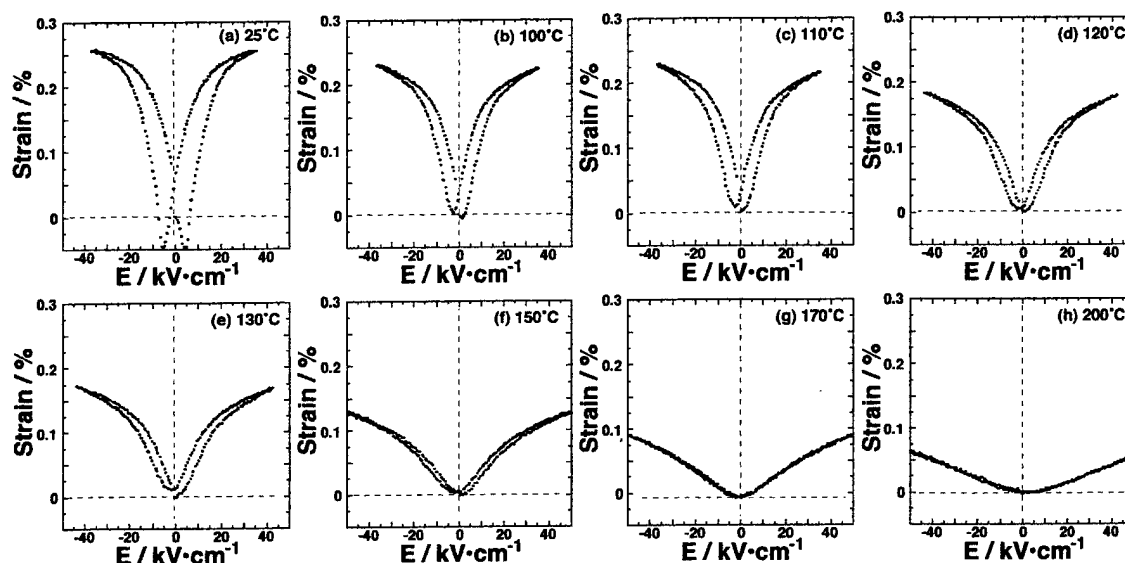 0.3
0.2
0.1
0
Strain / %
(a) 25°C
-40 -20 0 20 40
E / kV•cm⁻¹
0.3
0.2
0.1
0
Strain / %
(b) 100°C
-40 -20 0 20 40
E / kV•cm⁻¹
0.3
0.2
0.1
0
Strain / %
(c) 110°C
-40 -20 0 20 40
E / kV•cm⁻¹
0.3
0.2
0.1
0
Strain / %
(d) 120°C
-40 -20 0 20 40
E / kV•cm⁻¹
0.3
0.2
0.1
0
Strain / %
(e) 130°C
-40 -20 0 20 40
E / kV•cm⁻¹
0.3
0.2
0.1
0
Strain / %
(f) 150°C
-40 -20 0 20 40
E / kV•cm⁻¹
0.3
0.2
0.1
0
Strain / %
(g) 170°C
-40 -20 0 20 40
E / kV•cm⁻¹
0.3
0.2
0.1
0
Strain / %
(h) 200°C
-40 -20 0 20 40
E / kV•cm⁻¹